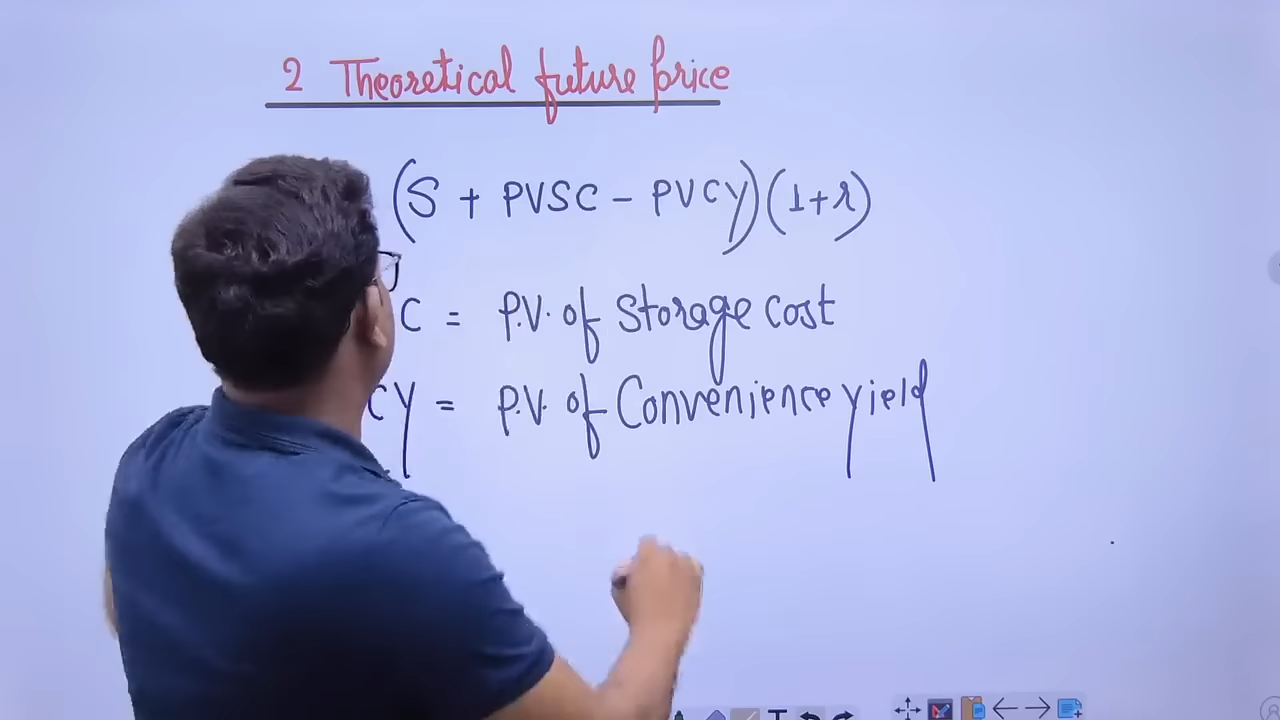 2 Theoretical future price
(S + PVSC - PVCY)(1+r)
C = P.V. of Storage Cost
CY = P.V. of Convenience yield